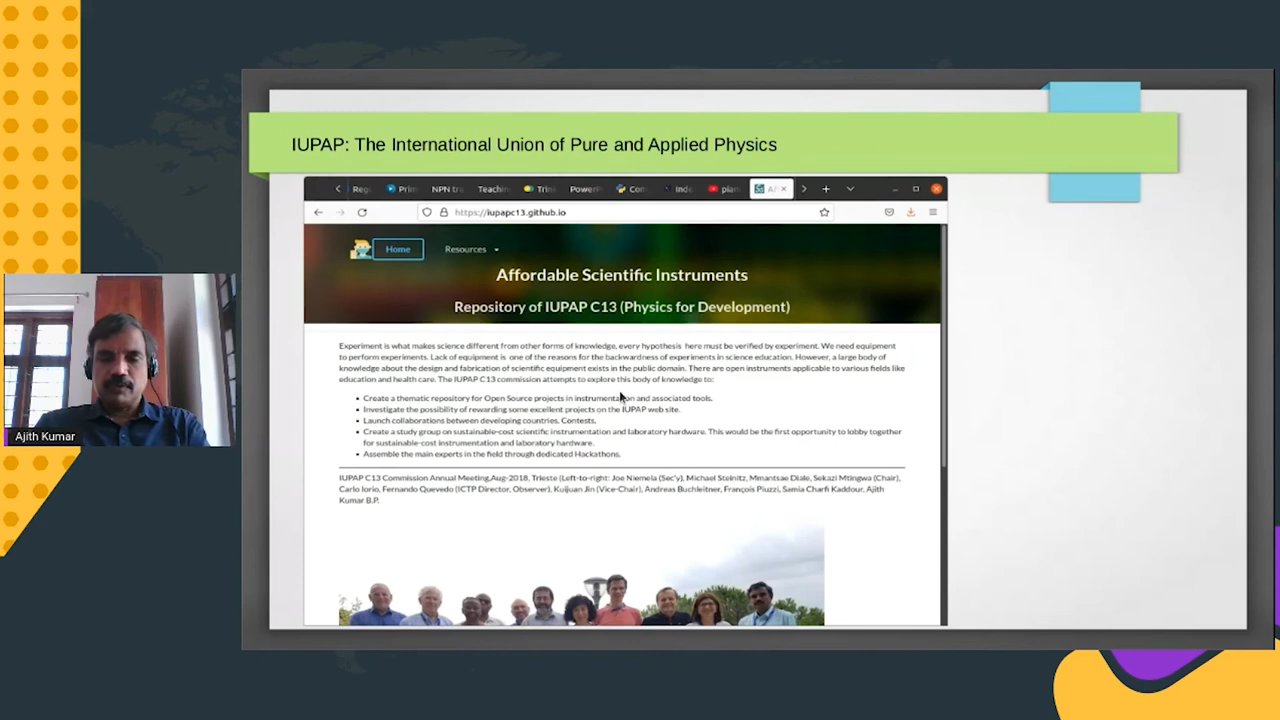 IUPAP: The International Union of Pure and Applied Physics
Prim
NPN tra
Teachin
Trin
PowerP
Con
Inde
plan
https://iupapc13.github.io
Home
Resources
Affordable Scientific Instruments
Repository of IUPAP C13 (Physics for Development)
Experiment is what makes science different from other forms of knowledge, every hypothesis here must be verified by experiment. We need equipment
to perform experiments. Lack of equipment is one of the reasons for the backwardness of experiments in science education. However, a large body of
knowledge about the design and fabrication of scientific equipment exists in the public domain. There are open instruments applicable to various fields like
education and health care. The IUPAP C13 commission attempts to explore this body of knowledge to:
• Create a thematic repository for Open Source projects in instrumentation and associated tools.
• Investigate the possibility of rewarding some excellent projects on the IUPAP web site.
• Launch collaborations between developing countries. Contests.
• Create a study group on sustainable-cost scientific instrumentation and laboratory hardware. This would be the first opportunity to lobby together
for sustainable-cost instrumentation and laboratory hardware.
• Assemble the main experts in the field through dedicated Hackathons.
IUPAP C13 Commission Annual Meeting,Aug-2018, Trieste (Left-to-right: Joe Niemela (Sec'y), Michael Steinitz, Mmantsae Diale, Sekazi Mtingwa (Chair),
Carlo Iorio, Fernando Quevedo (ICTP Director, Observer), Kuijuan Jin (Vice-Chair), Andreas Buchleitner, François Piuzzi, Samia Charfi Kaddour, Ajith
Kumar B.P.
Ajith Kumar